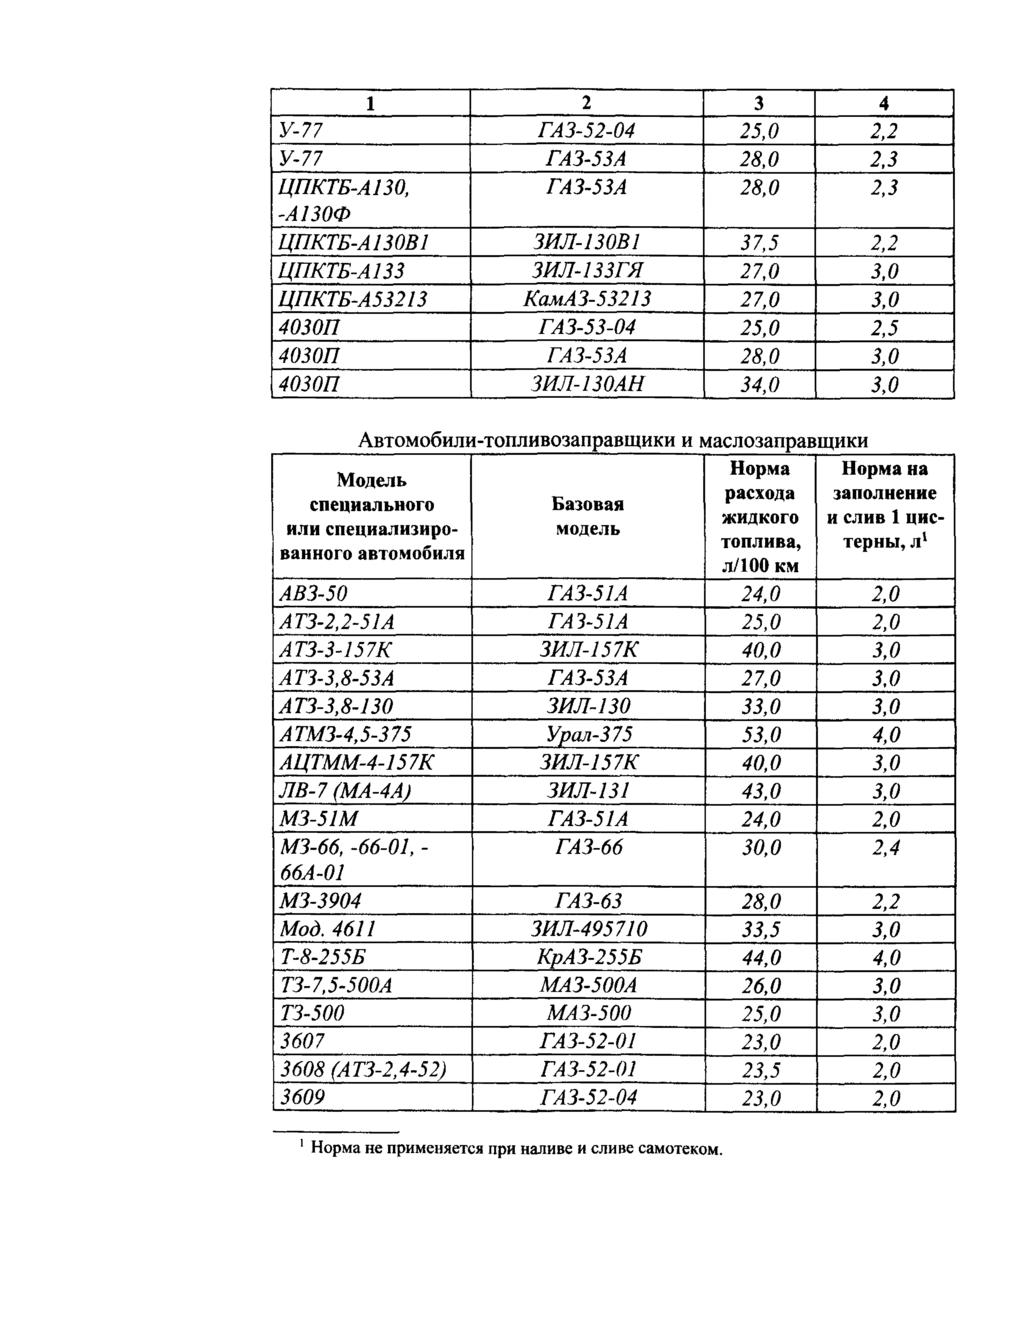 1 2 3 4
У-77 ГАЗ-52-04 25,0 2,2
У-77 ГАЗ-53А 28,0 2,3
ЦПКТБ-А130, ГАЗ-53А 28,0 2,3
-А130Ф
ЦПКТБ-А130В1 ЗИЛ-130В1 37,5 2,2
ЦПКТБ-А133 ЗИЛ-133ГЯ 27,0 3,0
ЦПКТБ-А53213 КамАЗ-53213 27,0 3,0
4030П ГАЗ-53-04 25,0 2,5
4030П ГАЗ-53А 28,0 3,0
4030П ЗИЛ-130АН 34,0 3,0
Автомобили-топливозаправщики и маслозаправщики
Модель
специального
или специализиро-
ванного автомобиля
Базовая
модель
Норма
расхода
жидкого
топлива,
л/100 км
Норма на
заполнение
и слив 1 цис-
терны, л¹
АВЗ-50 ГАЗ-51А 24,0 2,0
АТЗ-2,2-51А ГАЗ-51А 25,0 2,0
АТЗ-3-157К ЗИЛ-157К 40,0 3,0
АТЗ-3,8-53А ГАЗ-53А 27,0 3,0
АТЗ-3,8-130 ЗИЛ-130 33,0 3,0
АТМЗ-4,5-375 Урал-375 53,0 4,0
АЦТММ-4-157К ЗИЛ-157К 40,0 3,0
ЛВ-7 (МА-4А) ЗИЛ-131 43,0 3,0
МЗ-51М ГАЗ-51А 24,0 2,0
МЗ-66, -66-01, - ГАЗ-66 30,0 2,4
66А-01
МЗ-3904 ГАЗ-63 28,0 2,2
Мод. 4611 ЗИЛ-495710 33,5 3,0
Т-8-255Б КрАЗ-255Б 44,0 4,0
ТЗ-7,5-500А МАЗ-500А 26,0 3,0
ТЗ-500 МАЗ-500 25,0 3,0
3607 ГАЗ-52-01 23,0 2,0
3608 (АТЗ-2,4-52) ГАЗ-52-01 23,5 2,0
3609 ГАЗ-52-04 23,0 2,0
¹ Норма не применяется при наливе и сливе самотеком.